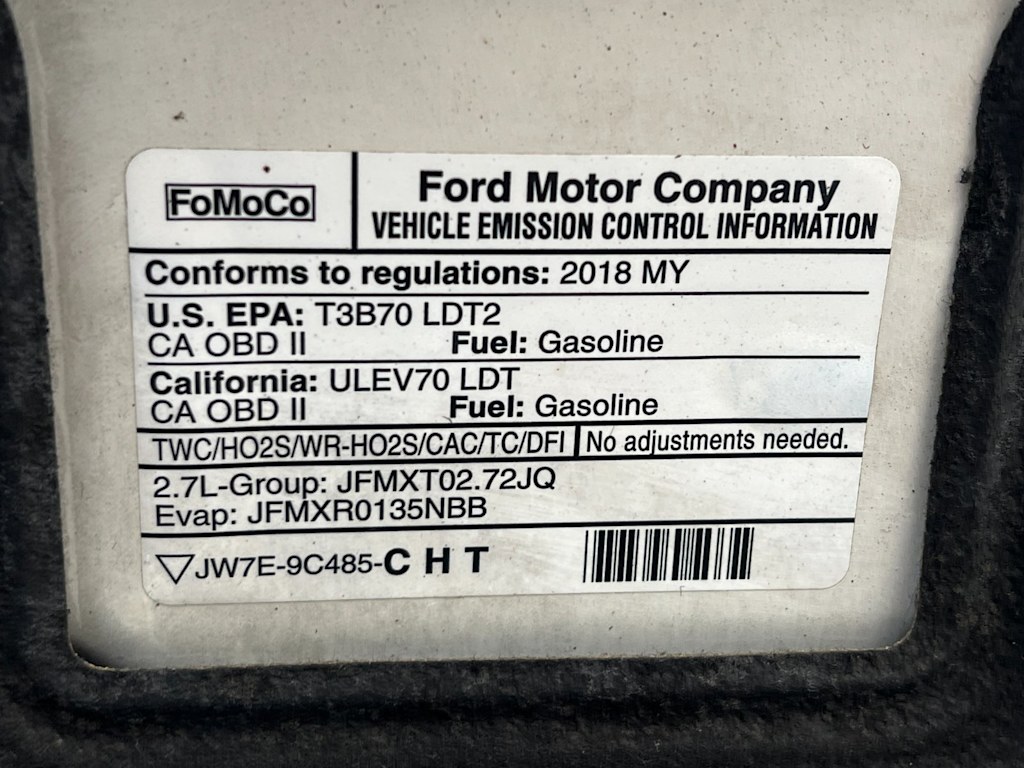 FoMoCo
Ford Motor Company
VEHICLE EMISSION CONTROL INFORMATION
Conforms to regulations: 2018 MY
U.S. EPA: T3B70 LDT2
CA OBD II Fuel: Gasoline
California: ULEV70 LDT
CA OBD II Fuel: Gasoline
TWC/HO2S/WR-HO2S/CAC/TC/DFI No adjustments needed.
2.7L-Group: JFMXT02.72JQ
Evap: JFMXR0135NBB
JW7E-9C485-C H T